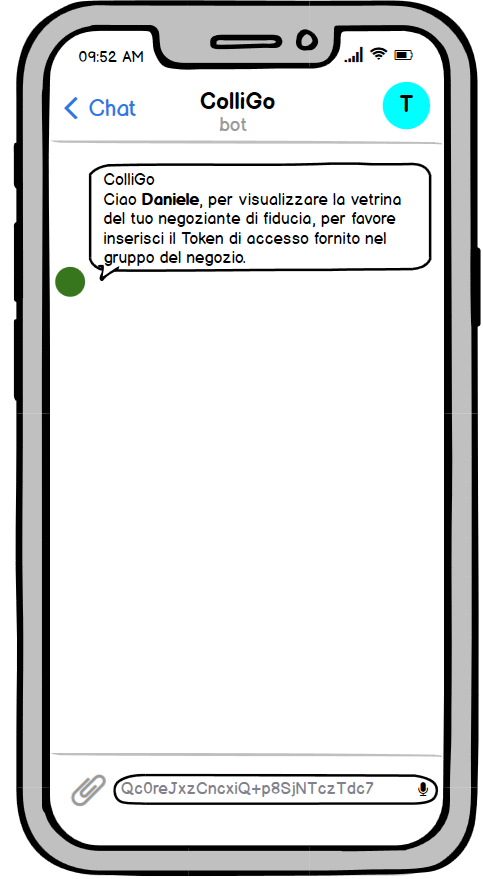 09:52 AM
Chat
ColliGo
bot
T
ColliGo
Ciao Daniele, per visualizzare la vetrina
del tuo negoziante di fiducia, per favore
inserisci il Token di accesso fornito nel
gruppo del negozio.
Qc0reJxzCncxiQ+p8SjNTczTdc7